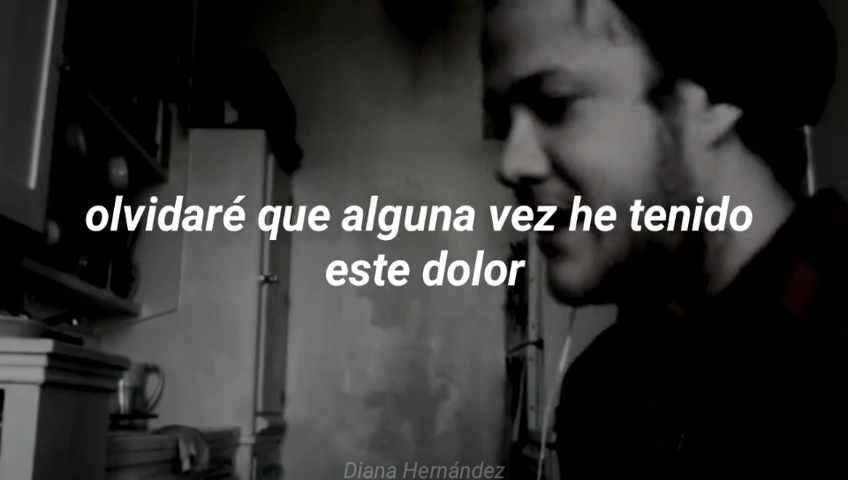 olvidaré que alguna vez he tenido
este dolor
Diana Hernández